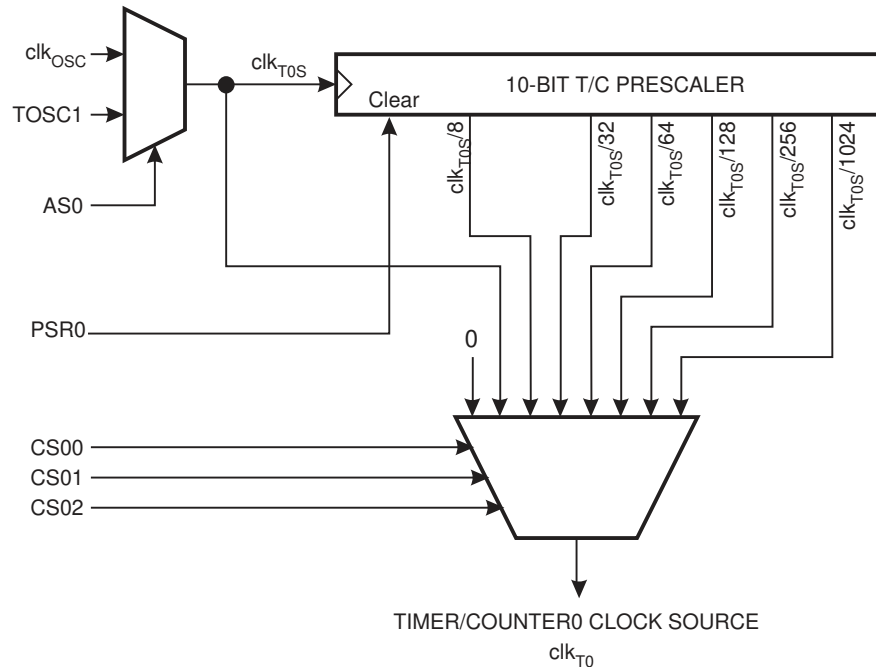 clkOSC
TOSC1
AS0
clkT0S
10-BIT T/C PRESCALER
Clear
clkT0S/8
clkT0S/32
clkT0S/64
clkT0S/128
clkT0S/256
clkT0S/1024
PSR0
0
CS00
CS01
CS02
TIMER/COUNTER0 CLOCK SOURCE
clkT0